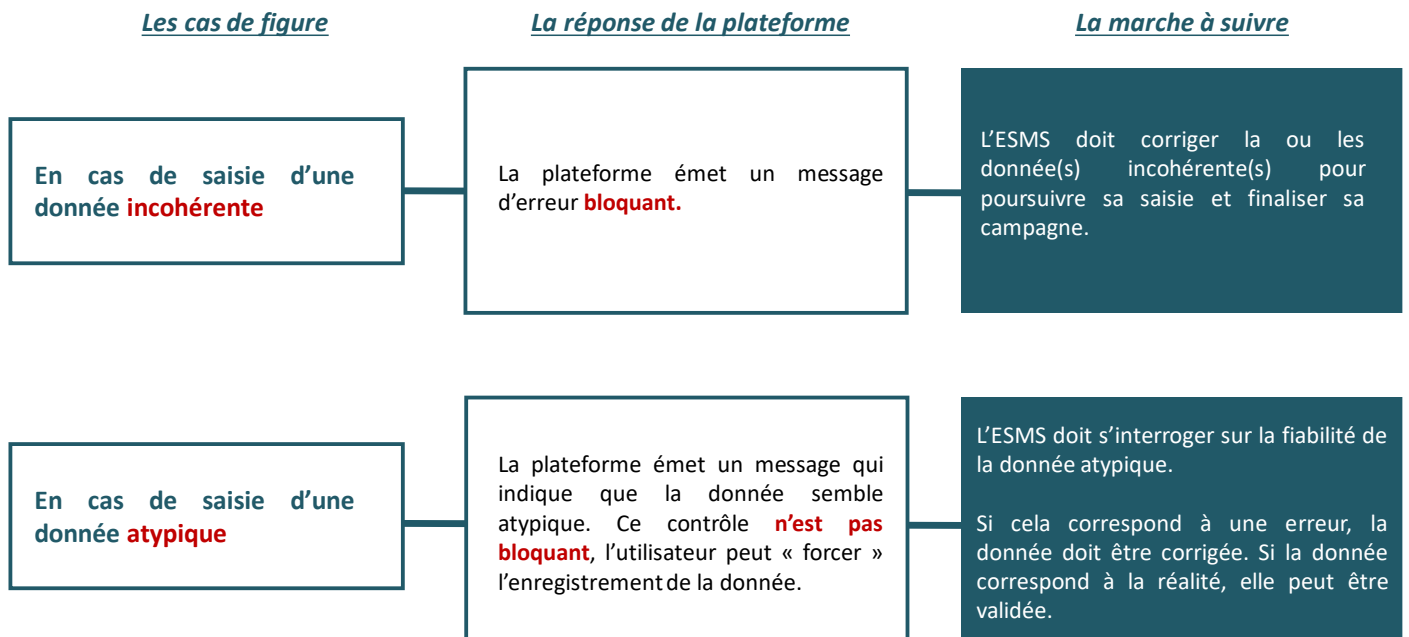 Les cas de figure
La réponse de la plateforme
La marche à suivre
En cas de saisie d'une
donnée incohérente
La plateforme émet un message
d'erreur bloquant.
L'ESMS doit corriger la ou les
donnée(s) incohérente(s) pour
poursuivre sa saisie et finaliser sa
campagne.
En cas de saisie d'une
donnée atypique
La plateforme émet un message qui
indique que la donnée semble
atypique. Ce contrôle n'est pas
bloquant, l'utilisateur peut « forcer »
l'enregistrement de la donnée.
L'ESMS doit s'interroger sur la fiabilité de
la donnée atypique.
Si cela correspond à une erreur, la
donnée doit être corrigée. Si la donnée
correspond à la réalité, elle peut être
validée.